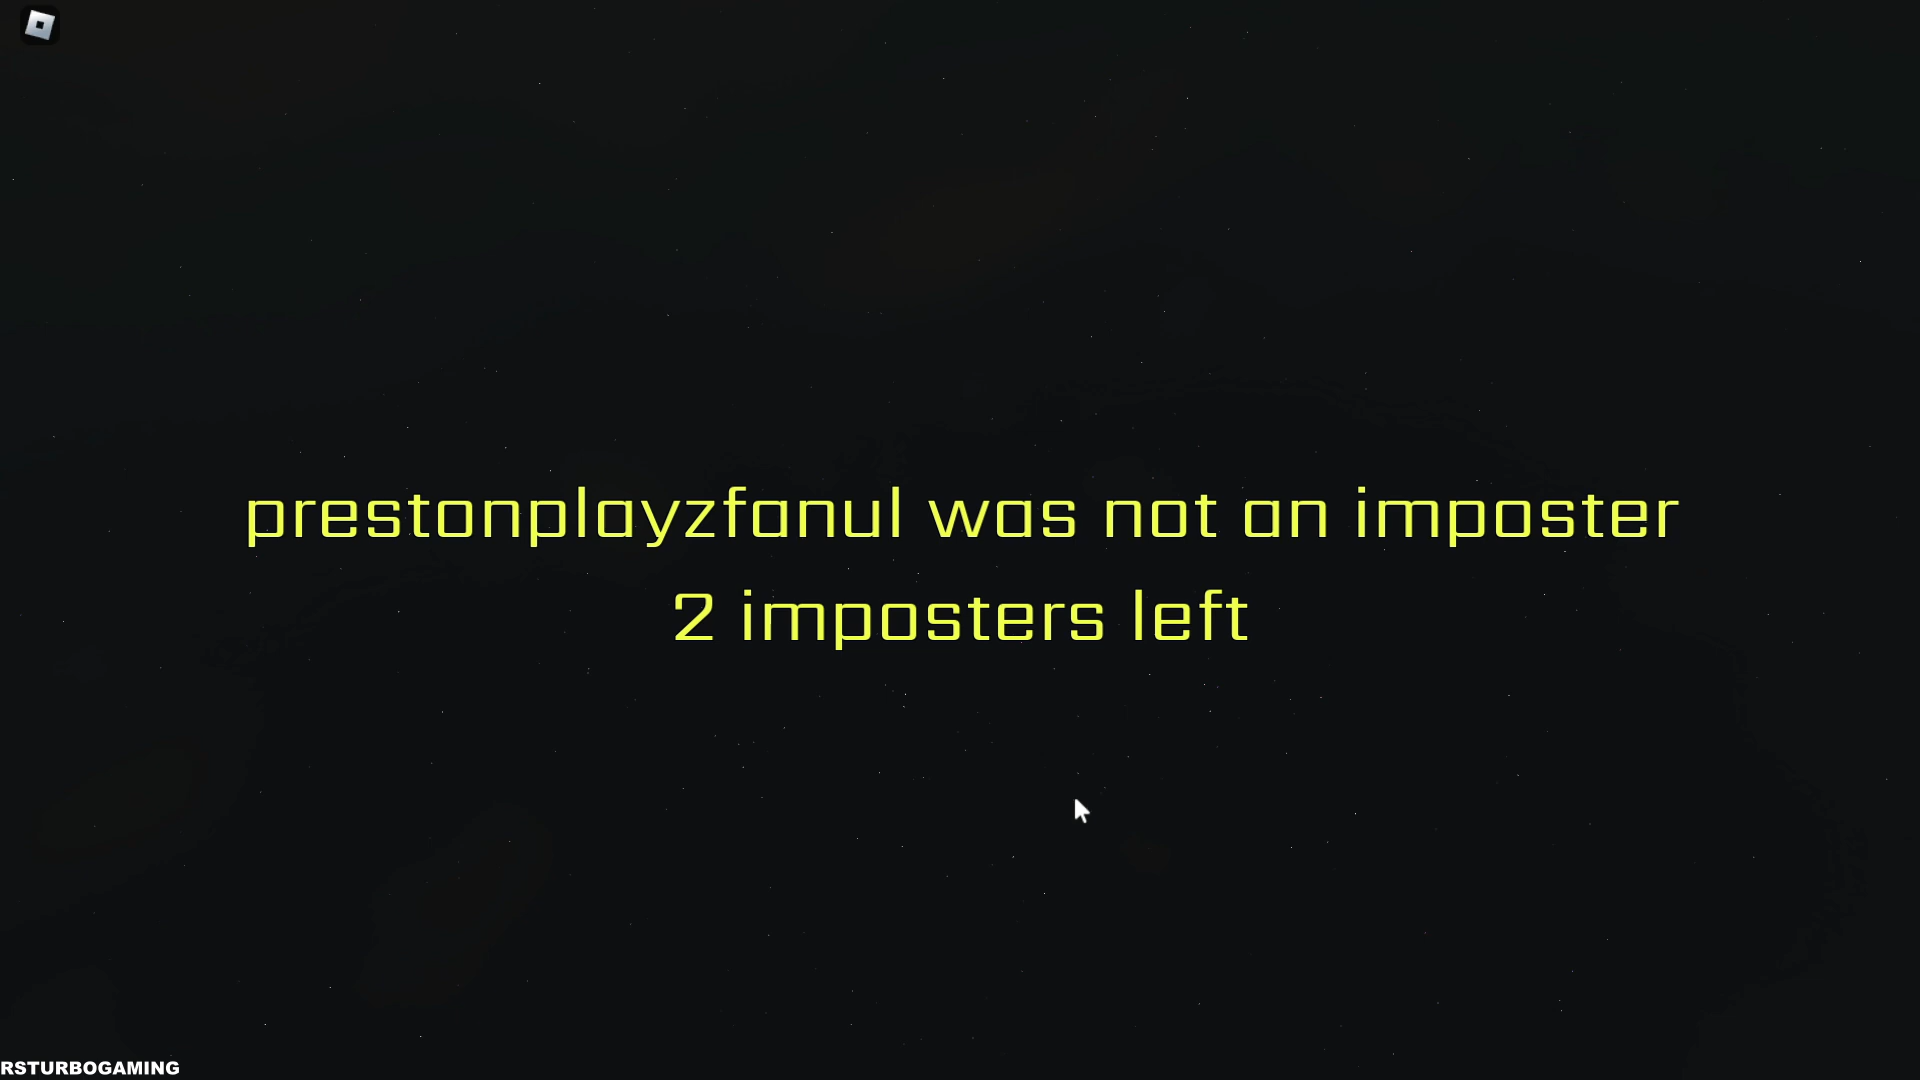 prestonplayzfanul was not an imposter
2 imposters left
RSTURBOGAMING